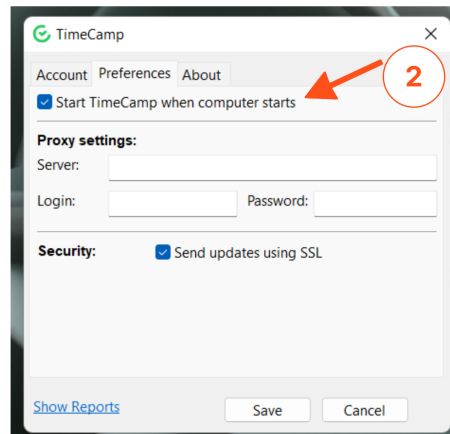 TimeCamp
Account Preferences About
Start TimeCamp when computer starts
2
Proxy settings:
Server:
Login: Password:
Security: Send updates using SSL
Show Reports Save Cancel